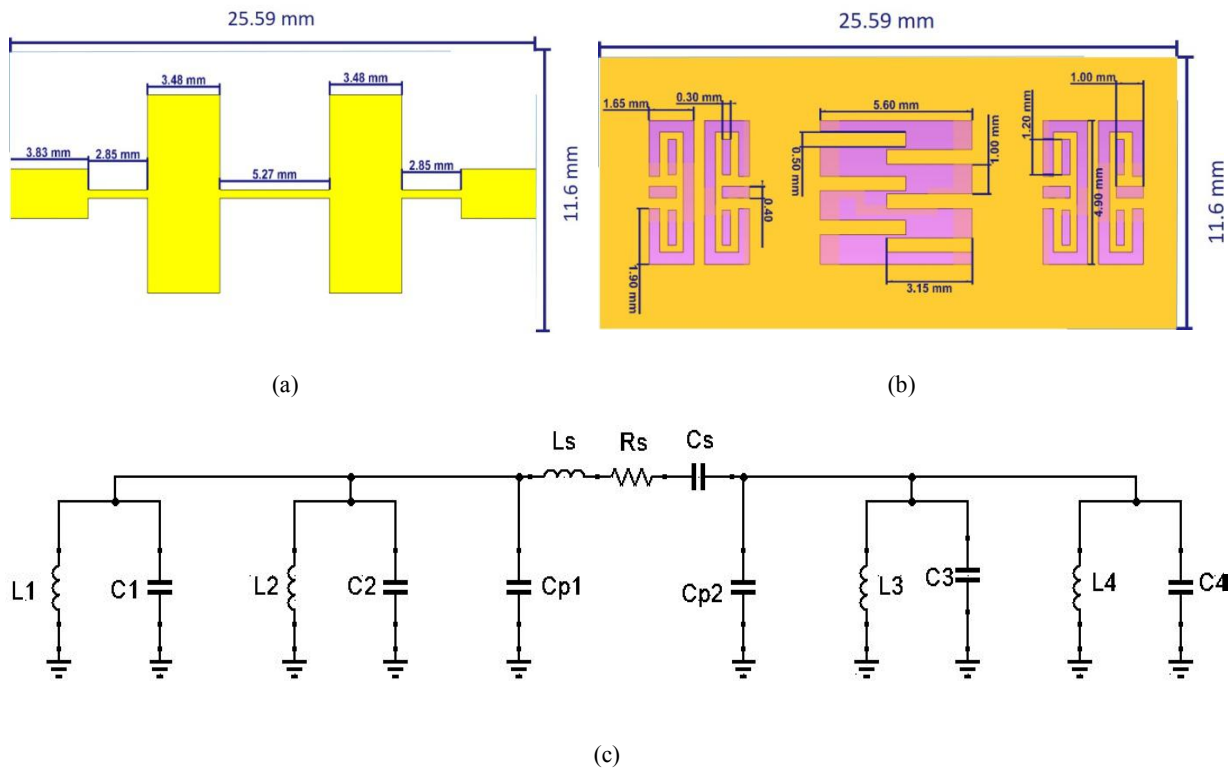 25.59 mm
3.48 mm
3.48 mm
3.83 mm
2.85 mm
5.27 mm
2.85 mm
11.6 mm
(a)
25.59 mm
1.65 mm
0.30 mm
5.60 mm
1.00 mm
1.20 mm
0.50 mm
1.00 mm
0.40
4.90 mm
1.90 mm
3.15 mm
11.6 mm
(b)
Ls
Rs
Cs
L1
C1
L2
C2
Cp1
Cp2
L3
C3
L4
C4
(c)